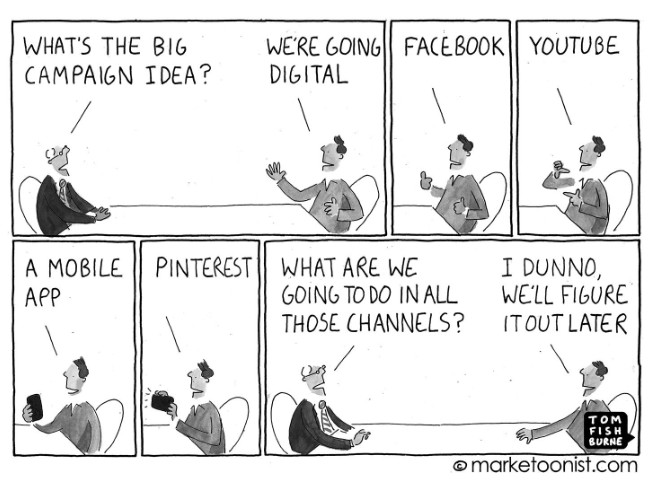 WHAT'S THE BIG
CAMPAIGN IDEA?
WE'RE GOING
DIGITAL
FACEBOOK
YOUTUBE
A MOBILE
APP
PINTEREST
WHAT ARE WE
GOING TO DO IN ALL
THOSE CHANNELS?
I DUNNO,
WE'LL FIGURE
IT OUT LATER
TOM
FISH
BURNE
© marketoonist.com